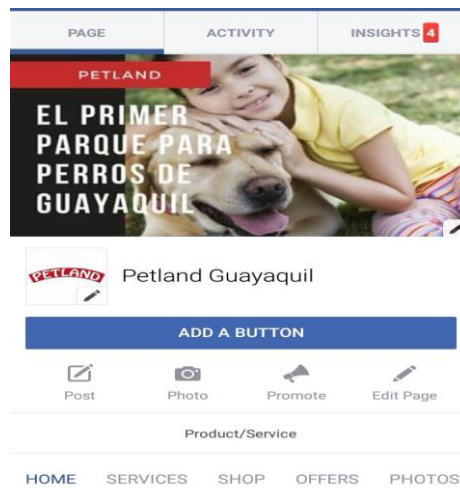 PAGE ACTIVITY INSIGHTS 4
PETLAND
EL PRIMER
PARQUE PARA
PERROS DE
GUAYAQUIL
PETLAND
Petland Guayaquil
ADD A BUTTON
Post Photo Promote Edit Page
Product/Service
HOME SERVICES SHOP OFFERS PHOTOS